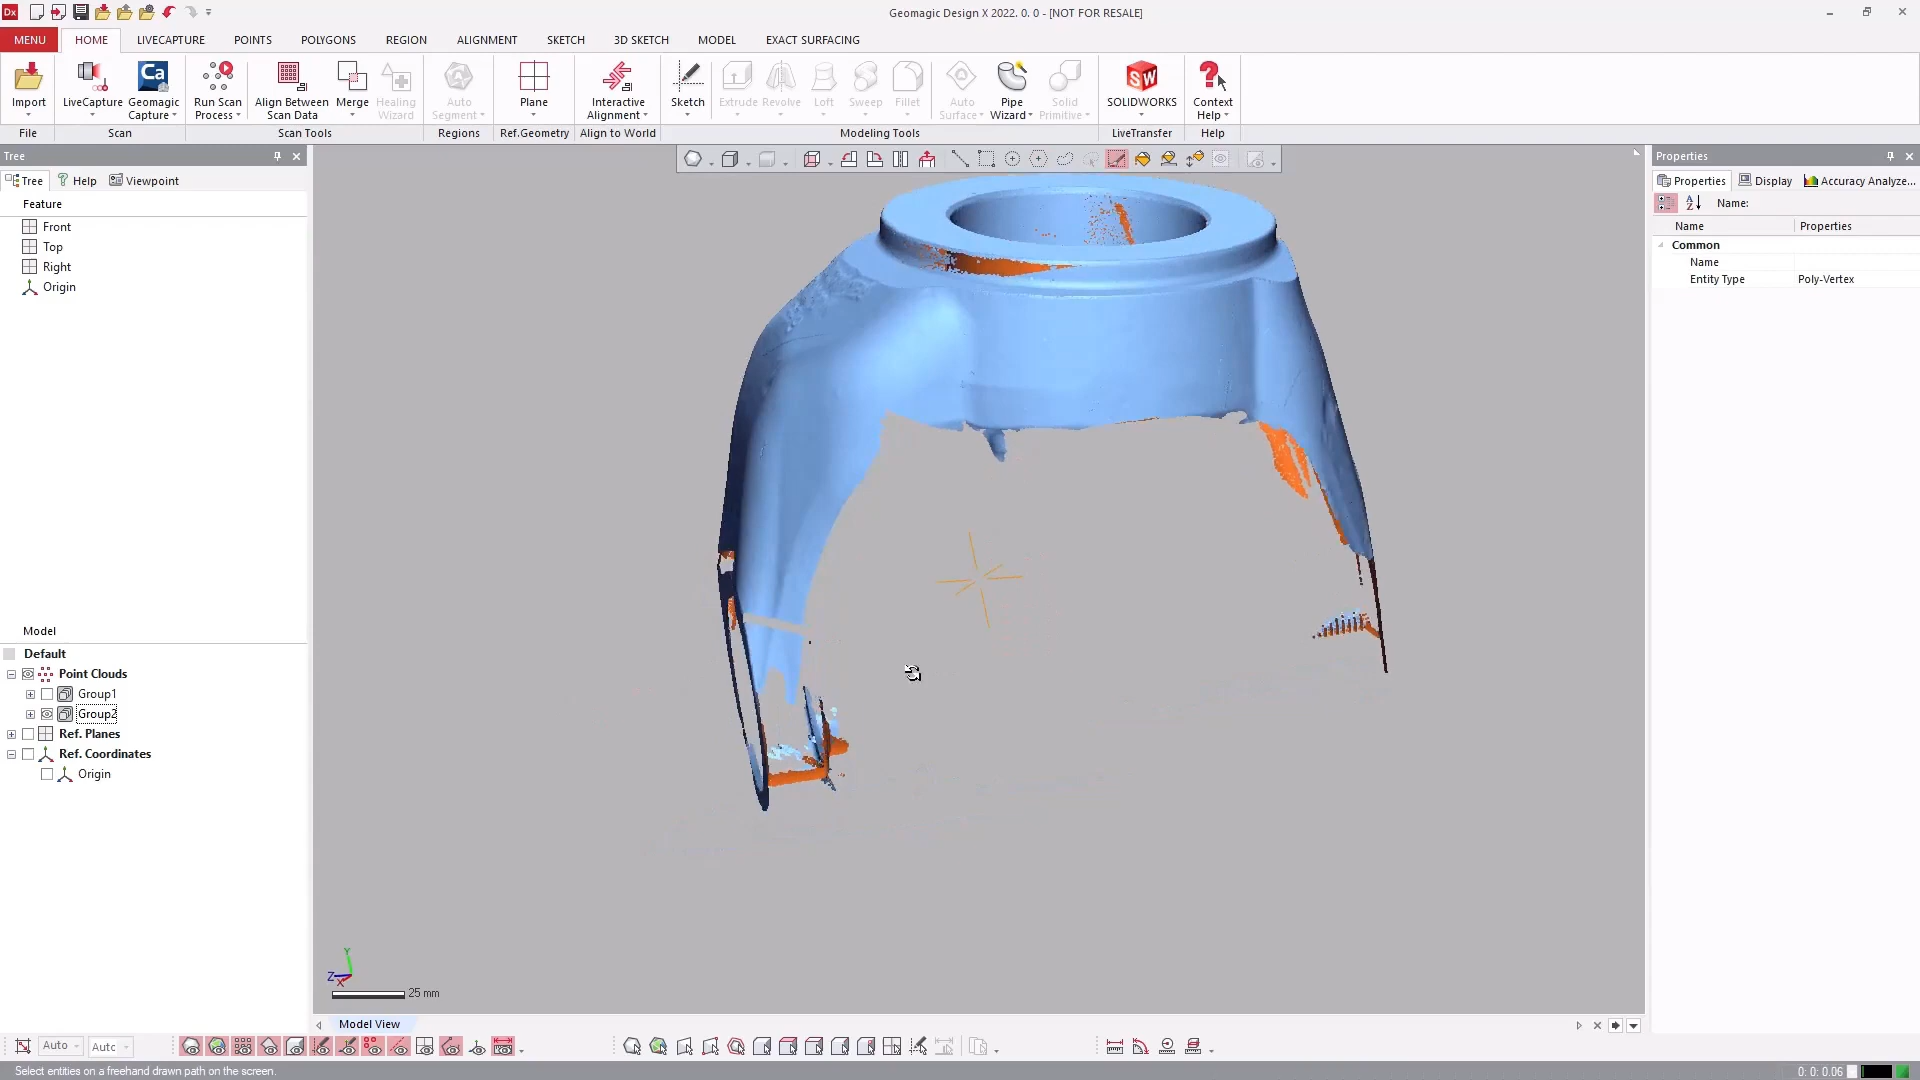 Dx
Geomagic Design X 2022. 0. 0 - [NOT FOR RESALE]
MENU HOME LIVECAPTURE POINTS POLYGONS REGION ALIGNMENT SKETCH 3D SKETCH MODEL EXACT SURFACING
Import
LiveCapture
Ca
Geomagic
Capture
Run Scan
Process
Align Between
Scan Data
Merge
Healing
Wizard
Auto
Segment
Plane
Interactive
Alignment
Sketch
Extrude
Revolve
Loft
Sweep
Fillet
Auto
Surface
Pipe
Wizard
Solid
Primitive
SW
SOLIDWORKS
Context
Help
File Scan Scan Tools Regions Ref.Geometry Align to World Modeling Tools LiveTransfer Help
Tree
Tree Help Viewpoint
Feature
Front
Top
Right
Origin
Model
Default
Point Clouds
Group1
Group2
Ref. Planes
Ref. Coordinates
Origin
Properties
Properties Display Accuracy Analyze...
Name:
Name Properties
Common
Name
Entity Type Poly-Vertex
Y
Z
X
25 mm
Model View
Auto Autc
Select entities on a freehand drawn path on the screen.
0: 0: 0.06